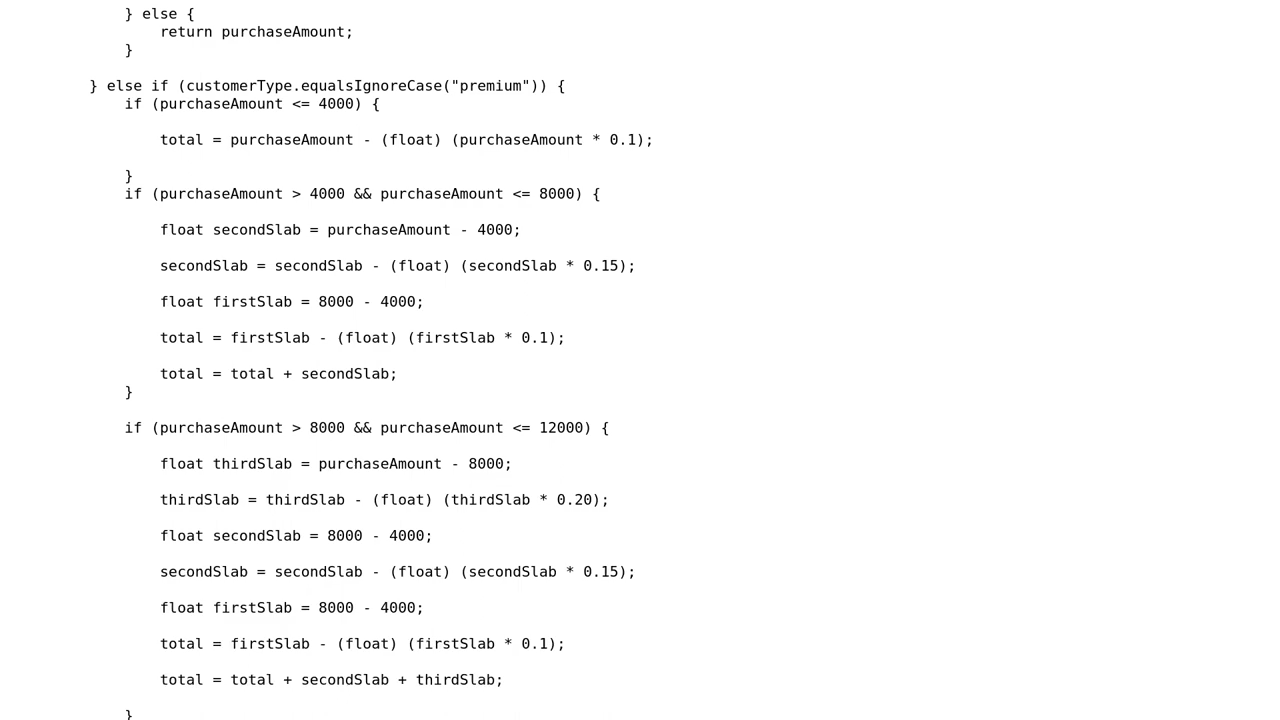 } else {
return purchaseAmount;
}
} else if (customerType.equalsIgnoreCase("premium")) {
if (purchaseAmount <= 4000) {
total = purchaseAmount - (float) (purchaseAmount * 0.1);
}
if (purchaseAmount > 4000 && purchaseAmount <= 8000) {
float secondSlab = purchaseAmount - 4000;
secondSlab = secondSlab - (float) (secondSlab * 0.15);
float firstSlab = 8000 - 4000;
total = firstSlab - (float) (firstSlab * 0.1);
total = total + secondSlab;
}
if (purchaseAmount > 8000 && purchaseAmount <= 12000) {
float thirdSlab = purchaseAmount - 8000;
thirdSlab = thirdSlab - (float) (thirdSlab * 0.20);
float secondSlab = 8000 - 4000;
secondSlab = secondSlab - (float) (secondSlab * 0.15);
float firstSlab = 8000 - 4000;
total = firstSlab - (float) (firstSlab * 0.1);
total = total + secondSlab + thirdSlab;
}